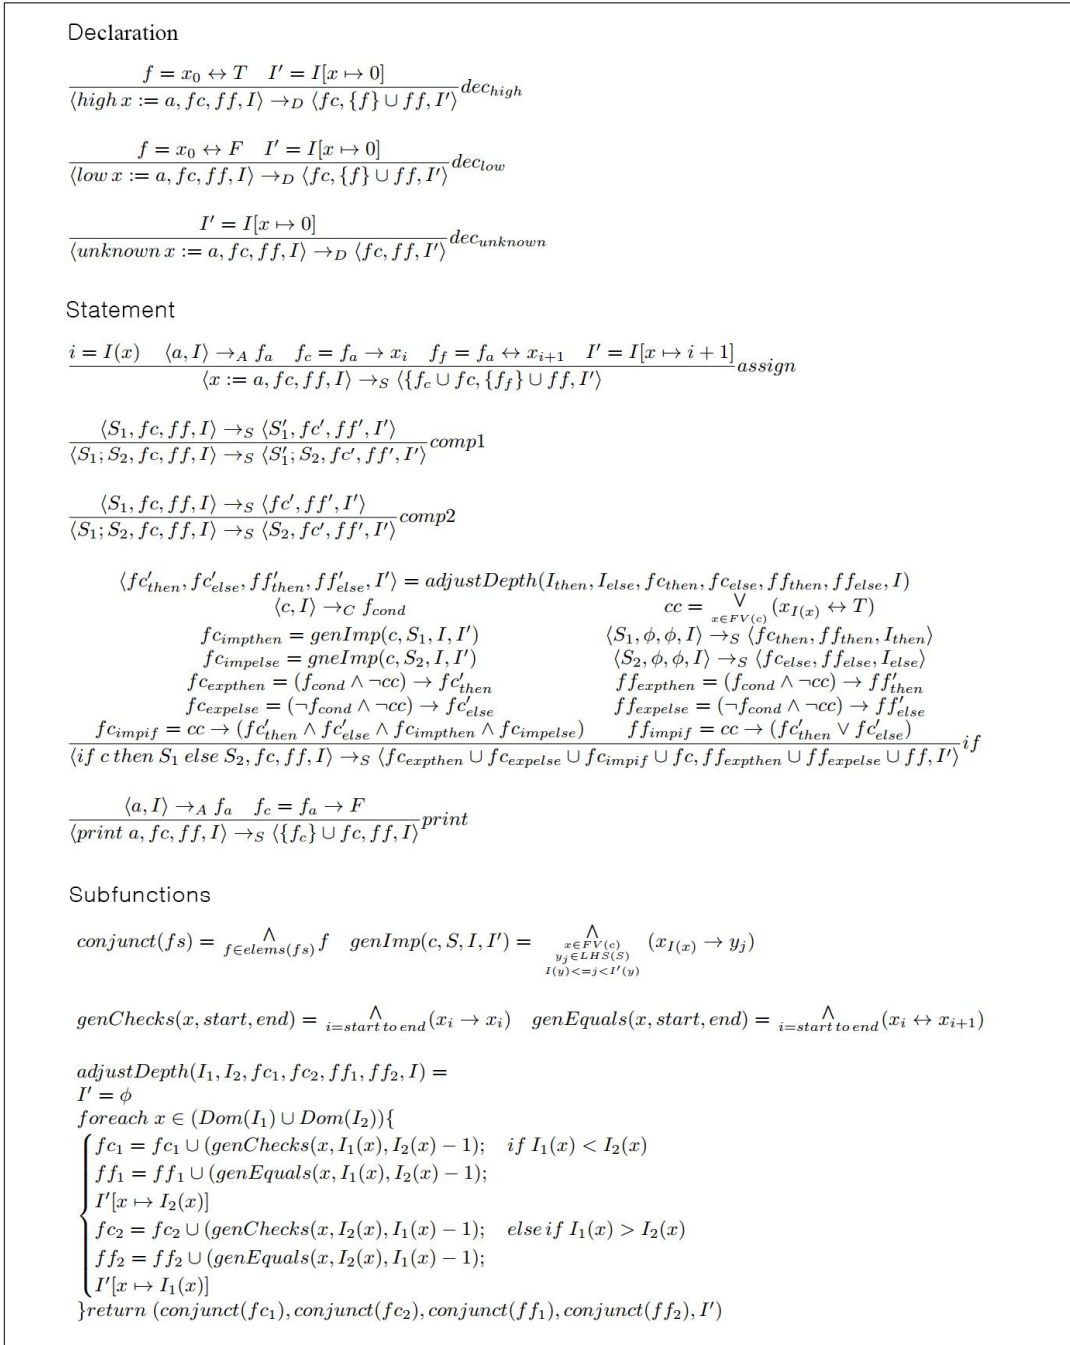 Declaration
f = x₀ ↔ T    I′ = I[x ↦ 0]
⟨high x := a, fc, ff, I⟩ →_D ⟨fc, {f} ∪ ff, I′⟩ dec_high
f = x₀ ↔ F    I′ = I[x ↦ 0]
⟨low x := a, fc, ff, I⟩ →_D ⟨fc, {f} ∪ ff, I′⟩ dec_low
I′ = I[x ↦ 0]
⟨unknown x := a, fc, ff, I⟩ →_D ⟨fc, ff, I′⟩ dec_unknown
Statement
i = I(x)    ⟨a, I⟩ →_A f_a    f_c = f_a → x_i    f_f = f_a ↔ x_{i+1}    I′ = I[x ↦ i + 1]
⟨x := a, fc, ff, I⟩ →_S ⟨{f_c ∪ fc, {f_f} ∪ ff, I′⟩ assign
⟨S₁, fc, ff, I⟩ →_S ⟨S₁′, fc′, ff′, I′⟩
⟨S₁; S₂, fc, ff, I⟩ →_S ⟨S₁′; S₂, fc′, ff′, I′⟩ comp1
⟨S₁, fc, ff, I⟩ →_S ⟨fc′, ff′, I′⟩
⟨S₁; S₂, fc, ff, I⟩ →_S ⟨S₂, fc′, ff′, I′⟩ comp2
⟨fc′_then, fc′_else, ff′_then, ff′_else, I′⟩ = adjustDepth(I_then, I_else, fc_then, fc_else, ff_then, ff_else, I)
⟨c, I⟩ →_C f_cond    cc = ∨_{x∈FV(c)} (x_{I(x)} ↔ T)
fc_impthen = genImp(c, S₁, I, I′)    ⟨S₁, φ, φ, I⟩ →_S ⟨fc_then, ff_then, I_then⟩
fc_impelse = gneImp(c, S₂, I, I′)    ⟨S₂, φ, φ, I⟩ →_S ⟨fc_else, ff_else, I_else⟩
fc_expthen = (f_cond ∧ ¬cc) → fc′_then    ff_expthen = (f_cond ∧ ¬cc) → ff′_then
fc_expelse = (¬f_cond ∧ ¬cc) → fc′_else    ff_expelse = (¬f_cond ∧ ¬cc) → ff′_else
fc_impif = cc → (fc′_then ∧ fc′_else ∧ fc_impthen ∧ fc_impelse)    ff_impif = cc → (fc′_then ∨ fc′_else)
⟨if c then S₁ else S₂, fc, ff, I⟩ →_S ⟨fc_expthen ∪ fc_expelse ∪ fc_impif ∪ fc, ff_expthen ∪ ff_expelse ∪ ff, I′⟩ if
⟨a, I⟩ →_A f_a    f_c = f_a → F
⟨print a, fc, ff, I⟩ →_S ⟨{f_c} ∪ fc, ff, I⟩ print
Subfunctions
conjunct(fs) = ∧_{f∈elems(fs)} f    genImp(c, S, I, I′) = ∧_{x∈FV(c) y_j∈LHS(S) I(y)<=j<I′(y)} (x_{I(x)} → y_j)
genChecks(x, start, end) = ∧_{i=start to end}(x_i → x_i)    genEquals(x, start, end) = ∧_{i=start to end}(x_i ↔ x_{i+1})
adjustDepth(I₁, I₂, fc₁, fc₂, ff₁, ff₂, I) =
I′ = φ
foreach x ∈ (Dom(I₁) ∪ Dom(I₂)){
fc₁ = fc₁ ∪ (genChecks(x, I₁(x), I₂(x) − 1);    if I₁(x) < I₂(x)
ff₁ = ff₁ ∪ (genEquals(x, I₁(x), I₂(x) − 1);
I′[x ↦ I₂(x)]
fc₂ = fc₂ ∪ (genChecks(x, I₂(x), I₁(x) − 1);    else if I₁(x) > I₂(x)
ff₂ = ff₂ ∪ (genEquals(x, I₂(x), I₁(x) − 1);
I′[x ↦ I₁(x)]
}return (conjunct(fc₁), conjunct(fc₂), conjunct(ff₁), conjunct(ff₂), I′)